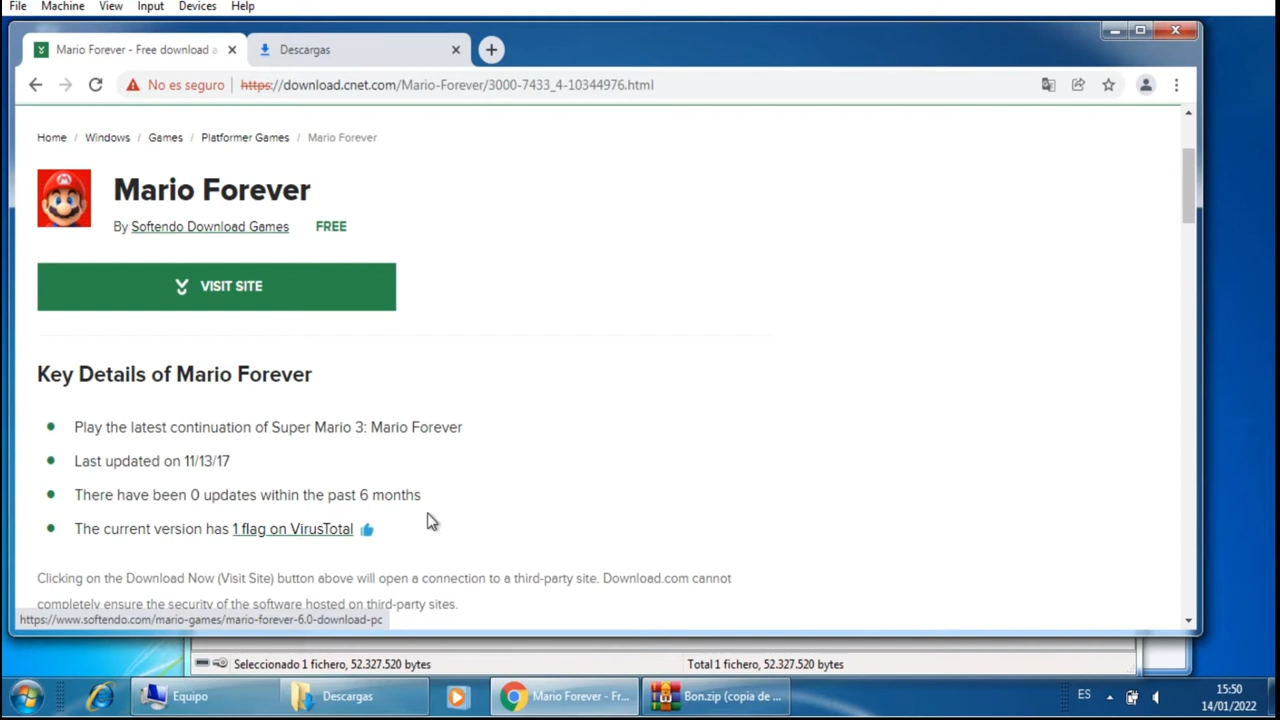 File Machine View Input Devices Help
Mario Forever - Free download a
Descargas
No es seguro https://download.cnet.com/Mario-Forever/3000-7433_4-10344976.html
Home / Windows / Games / Platformer Games / Mario Forever
Mario Forever
By Softendo Download Games FREE
VISIT SITE
Key Details of Mario Forever
Play the latest continuation of Super Mario 3: Mario Forever
Last updated on 11/13/17
There have been 0 updates within the past 6 months
The current version has 1 flag on VirusTotal
Clicking on the Download Now (Visit Site) button above will open a connection to a third-party site. Download.com cannot
completely ensure the security of the software hosted on third-party sites.
https://www.softendo.com/mario-games/mario-forever-6.0-download-pc
Seleccionado 1 fichero, 52.327.520 bytes Total 1 fichero, 52.327.520 bytes
Equipo Descargas Mario Forever - Fr... Bon.zip (copia de ... ES 15:50
14/01/2022